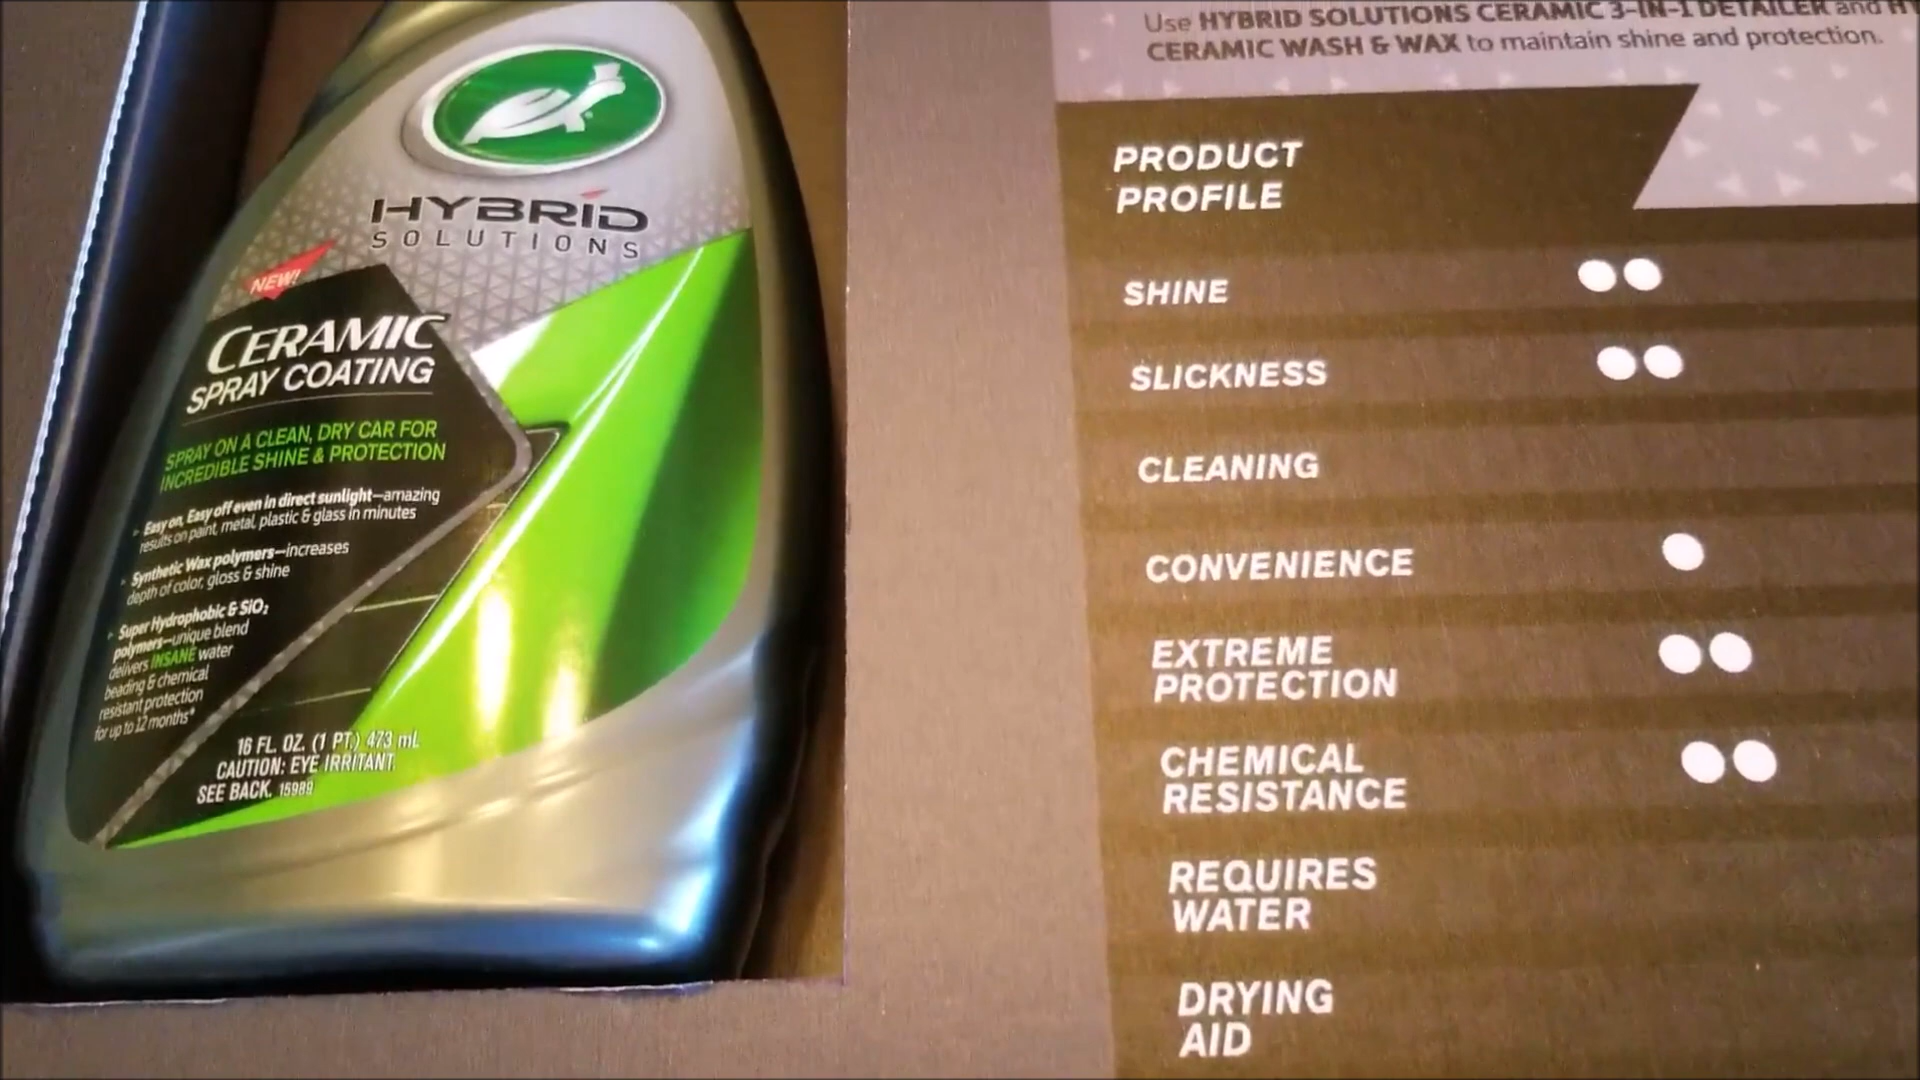 HYBRID
SOLUTIONS
NEW!
CERAMIC
SPRAY COATING
SPRAY ON A CLEAN, DRY CAR FOR
INCREDIBLE SHINE & PROTECTION
Easy on, Easy off even in direct sunlight—amazing
results on paint, metal, plastic & glass in minutes
Synthetic Wax polymers—increases
depth of color, gloss & shine
Super Hydrophobic & SiO₂
polymers—unique blend
delivers INSANE water
beading & chemical
resistant protection
for up to 12 months*
16 FL. OZ. (1 PT.) 473 mL
CAUTION: EYE IRRITANT.
SEE BACK. 15989
Use HYBRID SOLUTIONS CERAMIC 3-IN-1 DETAILER and
CERAMIC WASH & WAX to maintain shine and protection.
PRODUCT
PROFILE
SHINE
SLICKNESS
CLEANING
CONVENIENCE
EXTREME
PROTECTION
CHEMICAL
RESISTANCE
REQUIRES
WATER
DRYING
AID